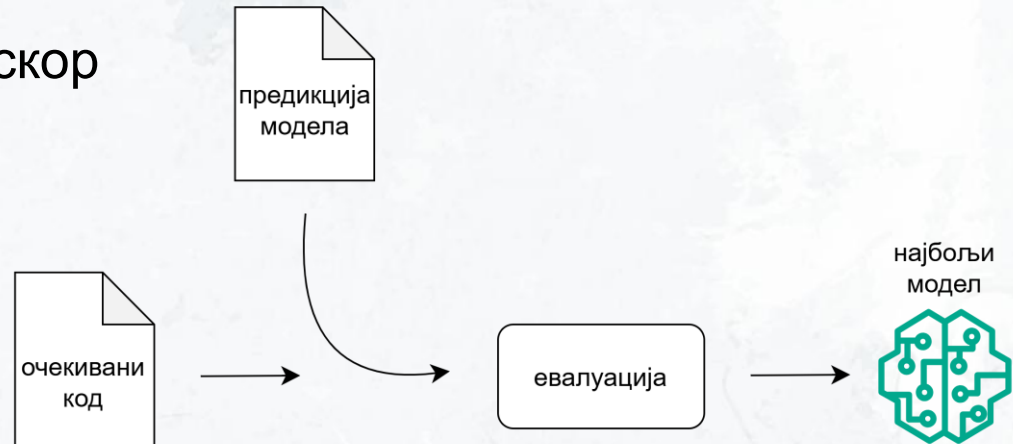 скор
предикција
модела
најбољи
модел
очекивани
код
евалуација